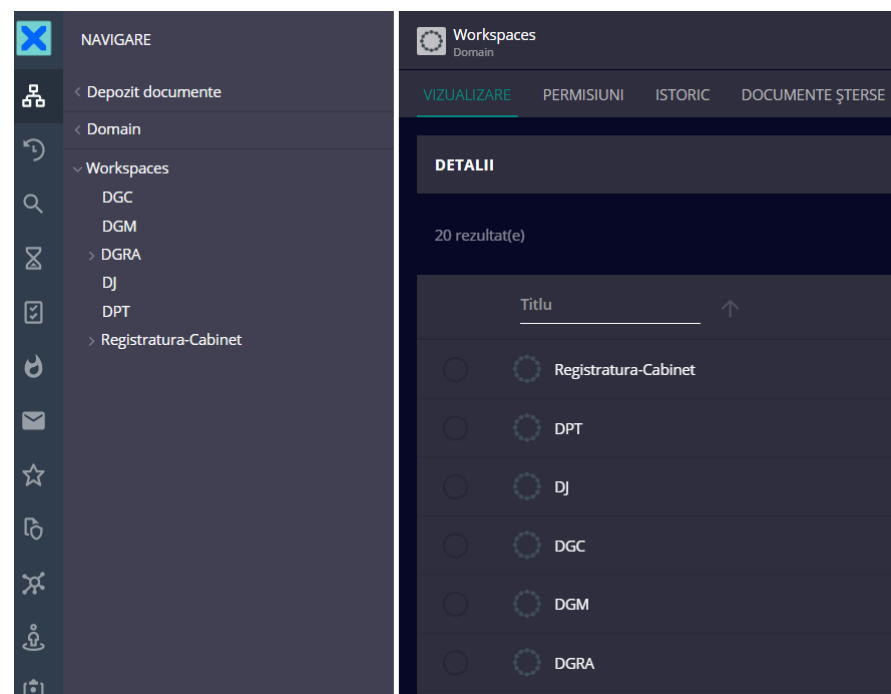 NAVIGARE
Depozit documente
Domain
Workspaces
DGC
DGM
DGRA
DJ
DPT
Registratura-Cabinet
Workspaces
Domain
VIZUALIZARE PERMISIUNI ISTORIC DOCUMENTE ŞTERSE
DETALII
20 rezultat(e)
Titlu
Registratura-Cabinet
DPT
DJ
DGC
DGM
DGRA